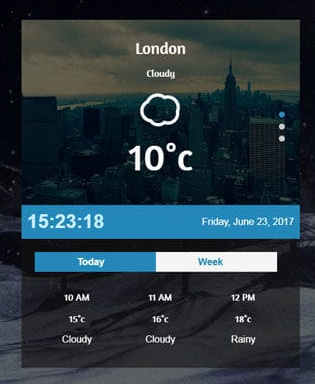 London
Cloudy
10°c
15:23:18 Friday, June 23, 2017
Today Week
10 AM 11 AM 12 PM
15°c 16°c 18°c
Cloudy Cloudy Rainy